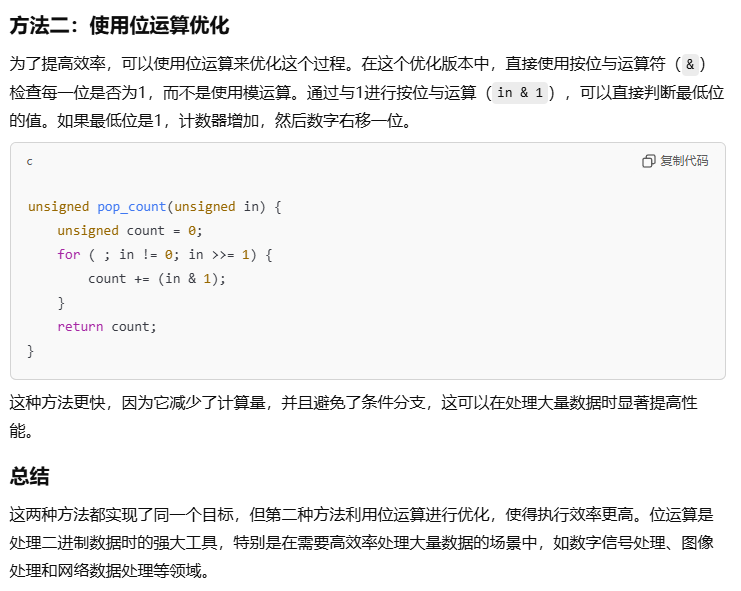 方法二：使用位运算优化
为了提高效率，可以使用位运算来优化这个过程。在这个优化版本中，直接使用按位与运算符（&）
检查每一位是否为1，而不是使用模运算。通过与1进行按位与运算（in & 1），可以直接判断最低位
的值。如果最低位是1，计数器增加，然后数字右移一位。
c 复制代码
unsigned pop_count(unsigned in) {
    unsigned count = 0;
    for ( ; in != 0; in >>= 1) {
        count += (in & 1);
    }
    return count;
}
这种方法更快，因为它减少了计算量，并且避免了条件分支，这可以在处理大量数据时显著提高性
能。
总结
这两种方法都实现了同一个目标，但第二种方法利用位运算进行优化，使得执行效率更高。位运算是
处理二进制数据时的强大工具，特别是在需要高效率处理大量数据的场景中，如数字信号处理、图像
处理和网络数据处理等领域。